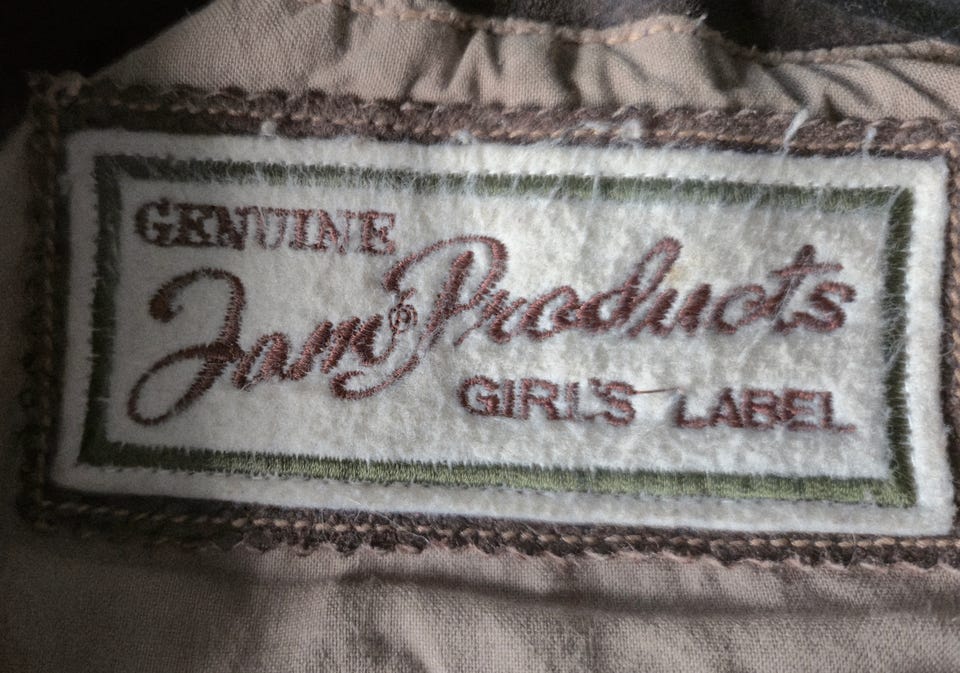 GENUINE
Jam® Products
GIRL'S LABEL